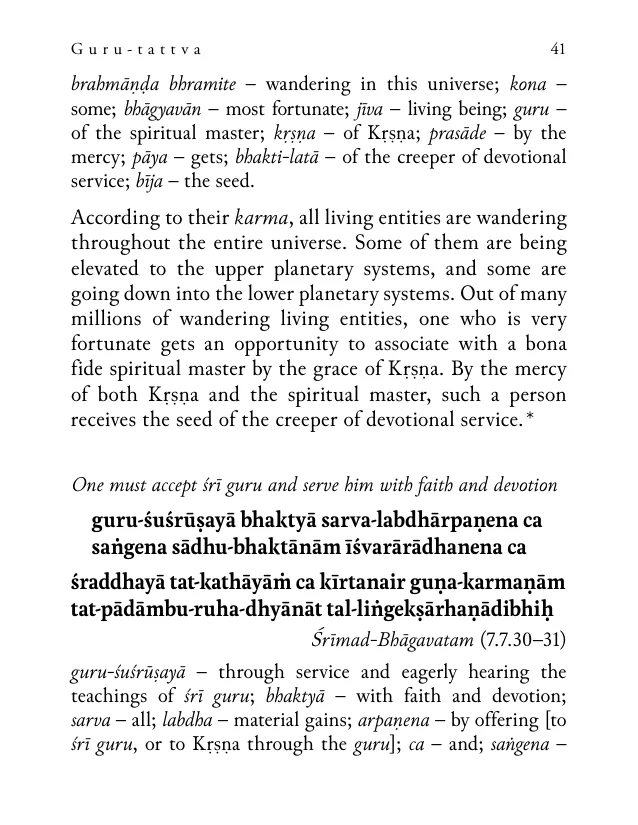 Guru-tattva 41
brahmāṇḍa bhramite – wandering in this universe; kona –
some; bhāgyavān – most fortunate; jīva – living being; guru –
of the spiritual master; kṛṣṇa – of Kṛṣṇa; prasāde – by the
mercy; pāya – gets; bhakti-latā – of the creeper of devotional
service; bīja – the seed.
According to their karma, all living entities are wandering
throughout the entire universe. Some of them are being
elevated to the upper planetary systems, and some are
going down into the lower planetary systems. Out of many
millions of wandering living entities, one who is very
fortunate gets an opportunity to associate with a bona
fide spiritual master by the grace of Kṛṣṇa. By the mercy
of both Kṛṣṇa and the spiritual master, such a person
receives the seed of the creeper of devotional service.*
One must accept śrī guru and serve him with faith and devotion
guru-śuśrūṣayā bhaktyā sarva-labdhārpaṇena ca
saṅgena sādhu-bhaktānām īśvarārādhanena ca
śraddhayā tat-kathāyāṁ ca kīrtanair guṇa-karmaṇām
tat-pādāmbu-ruha-dhyānāt tal-liṅgekṣārhaṇādibhiḥ
Śrīmad-Bhāgavatam (7.7.30–31)
guru-śuśrūṣayā – through service and eagerly hearing the
teachings of śrī guru; bhaktyā – with faith and devotion;
sarva – all; labdha – material gains; arpaṇena – by offering [to
śrī guru, or to Kṛṣṇa through the guru]; ca – and; saṅgena –